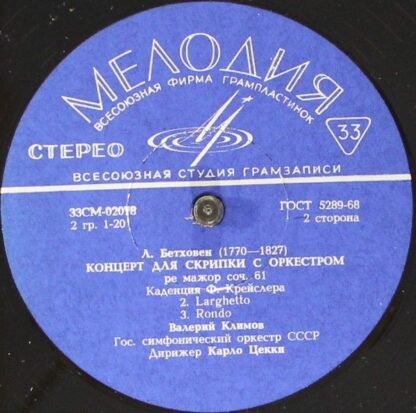 МЕЛОДИЯ
ВСЕСОЮЗНАЯ ФИРМА ГРАМПЛАСТИНОК
33
СТЕРЕО
ВСЕСОЮЗНАЯ СТУДИЯ ГРАМЗАПИСИ
33СМ-02018
ГОСТ 5289-68
2 гр. 1-20
2 сторона
Л. Бетховен (1770—1827)
КОНЦЕРТ ДЛЯ СКРИПКИ С ОРКЕСТРОМ
ре мажор соч. 61
Каденция Ф. Крейслера
2. Larghetto
3. Rondo
Валерий Климов
Гос. симфонический оркестр СССР
Дирижер Карло Цекки